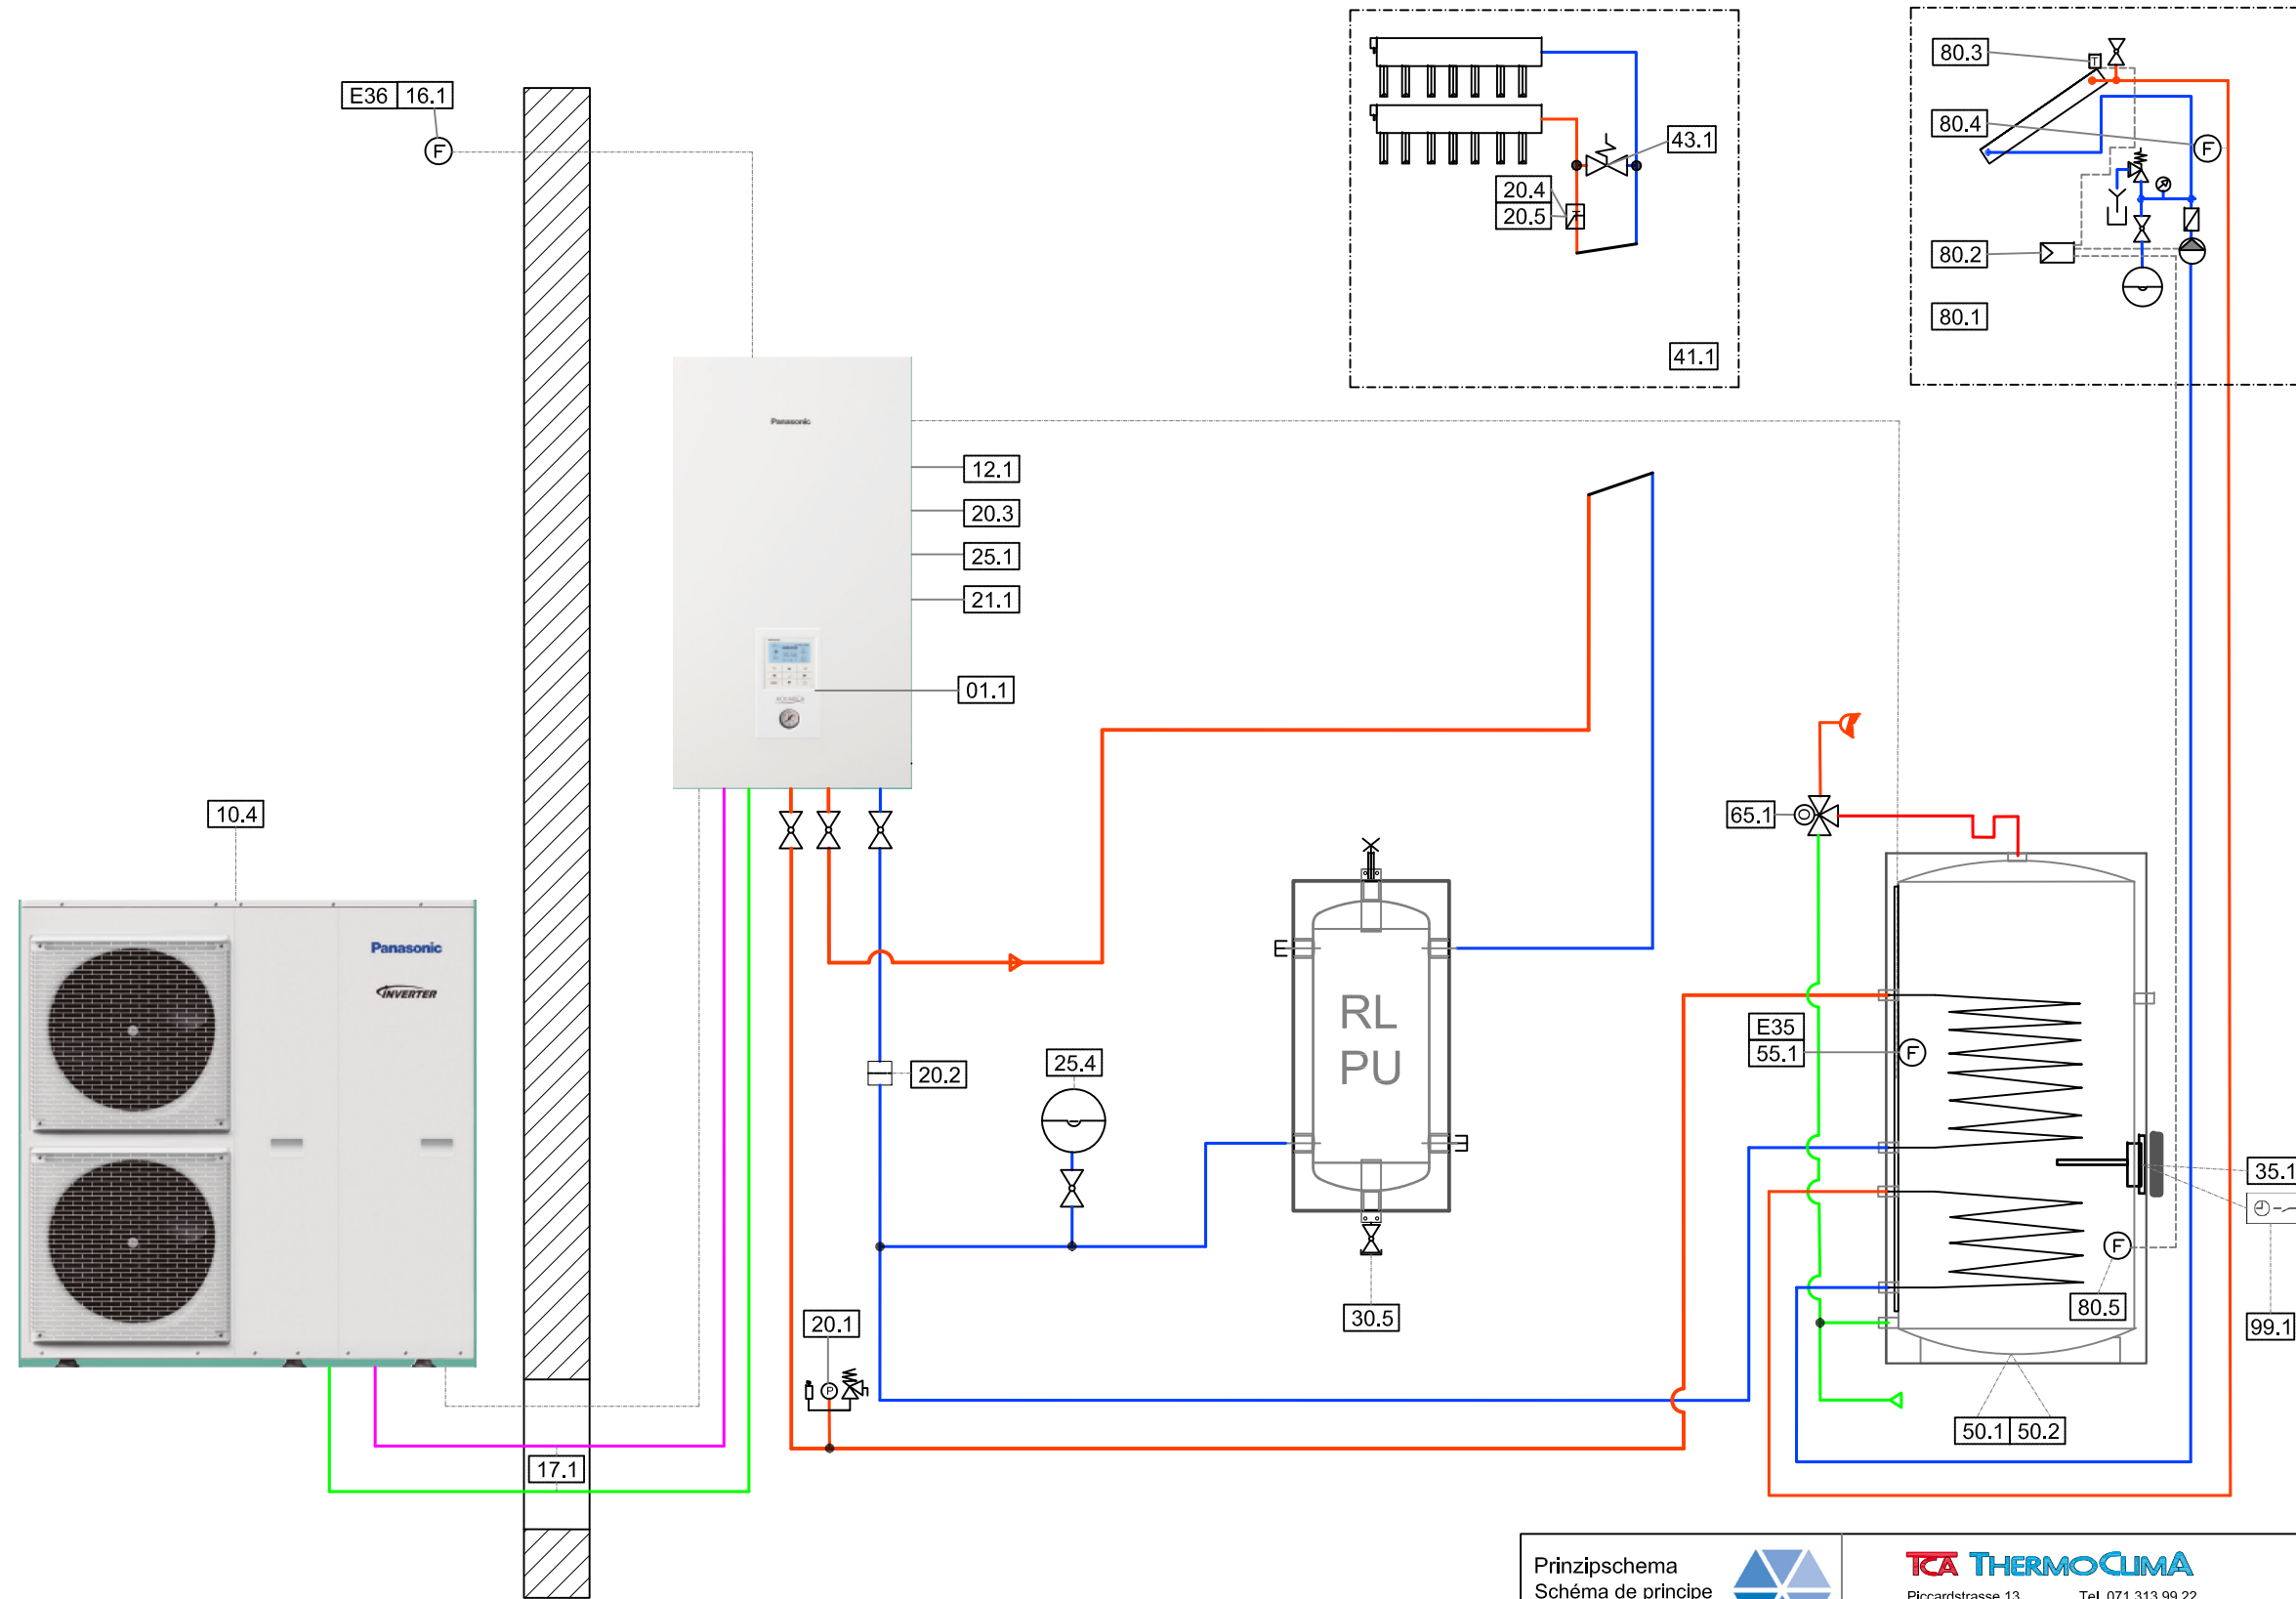 E36 16.1
F
43.1
20.4
20.5
41.1
80.3
T
80.4
F
80.2
80.1
Panasonic
12.1
20.3
25.1
21.1
01.1
10.4
Panasonic
INVERTER
17.1
20.2
25.4
20.1
P
RL
PU
30.5
65.1
E35
55.1
F
35.1
F
80.5
99.1
50.1 50.2
Prinzipschema
Schéma de principe
TCA THERMOCLIMA
Piccardstrasse 13 Tel. 071 313 99 22